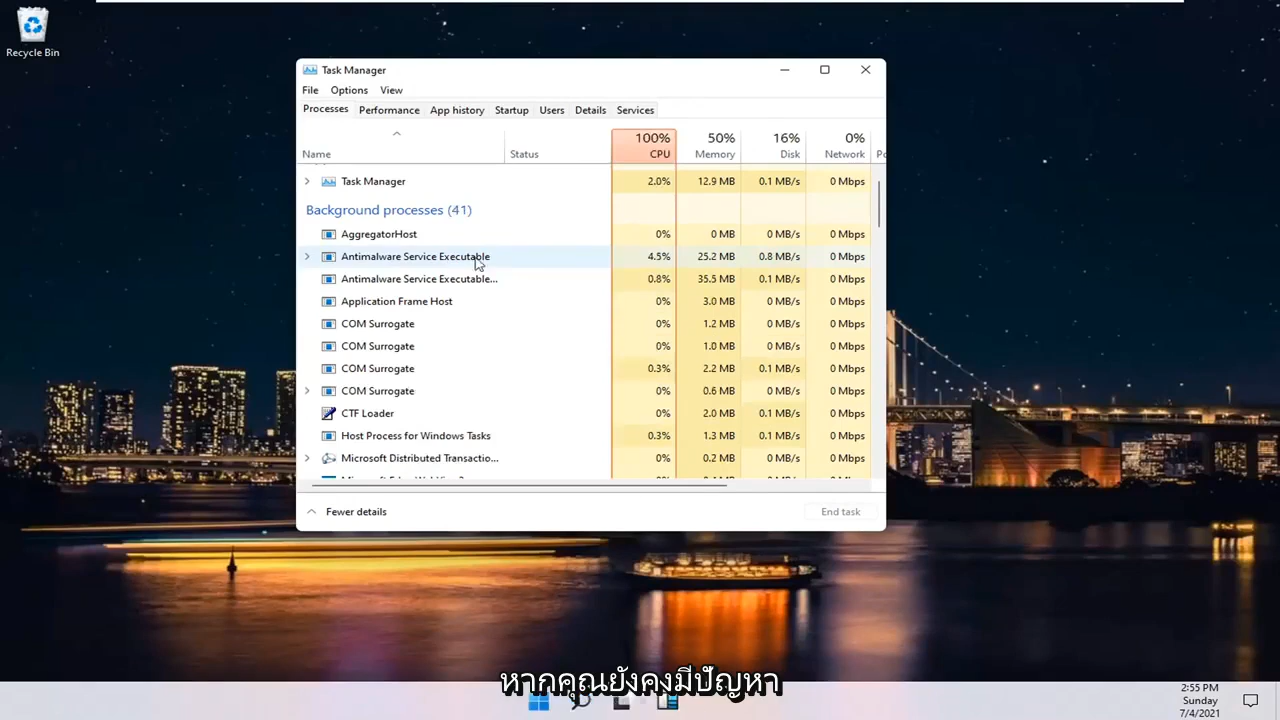 Recycle Bin
Task Manager
File Options View
Processes Performance App history Startup Users Details Services
100% 50% 16% 0%
Name Status CPU Memory Disk Network Po
Task Manager 2.0% 12.9 MB 0.1 MB/s 0 Mbps
Background processes (41)
AggregatorHost 0% 0 MB 0 MB/s 0 Mbps
Antimalware Service Executable 4.5% 25.2 MB 0.8 MB/s 0 Mbps
Antimalware Service Executable... 0.8% 35.5 MB 0.1 MB/s 0 Mbps
Application Frame Host 0% 3.0 MB 0 MB/s 0 Mbps
COM Surrogate 0% 1.2 MB 0 MB/s 0 Mbps
COM Surrogate 0% 1.0 MB 0 MB/s 0 Mbps
COM Surrogate 0.3% 2.2 MB 0.1 MB/s 0 Mbps
COM Surrogate 0% 0.6 MB 0 MB/s 0 Mbps
CTF Loader 0% 2.0 MB 0.1 MB/s 0 Mbps
Host Process for Windows Tasks 0.3% 1.3 MB 0.1 MB/s 0 Mbps
Microsoft Distributed Transactio... 0% 0.2 MB 0 MB/s 0 Mbps
Fewer details End task
หากคุณยังคงมีปัญหา
2:55 PM
Sunday
7/4/2021